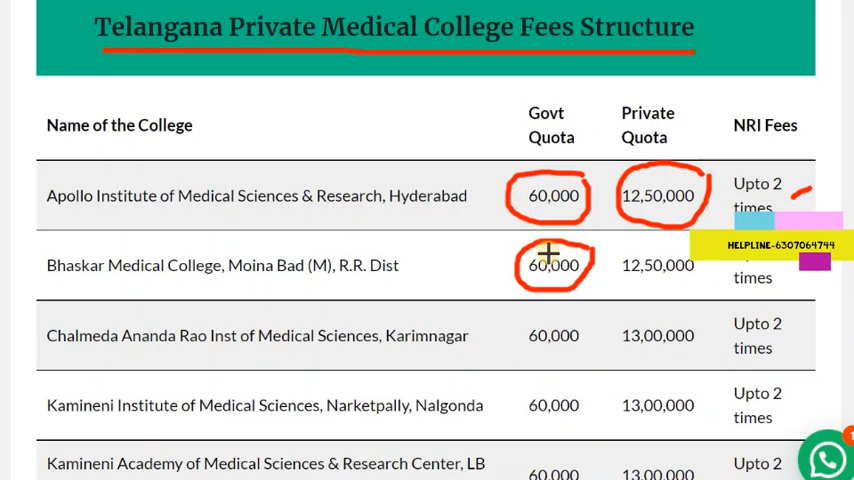 Telangana Private Medical College Fees Structure
Name of the College Govt Quota Private Quota NRI Fees
Apollo Institute of Medical Sciences & Research, Hyderabad 60,000 12,50,000 Upto 2 times
HELPLINE-6307064744
Bhaskar Medical College, Moina Bad (M), R.R. Dist 60,000 12,50,000 times
Chalmeda Ananda Rao Inst of Medical Sciences, Karimnagar 60,000 13,00,000 Upto 2 times
Kamineni Institute of Medical Sciences, Narketpally, Nalgonda 60,000 13,00,000 Upto 2 times
Kamineni Academy of Medical Sciences & Research Center, LB 60,000 13,00,000 Upto 2